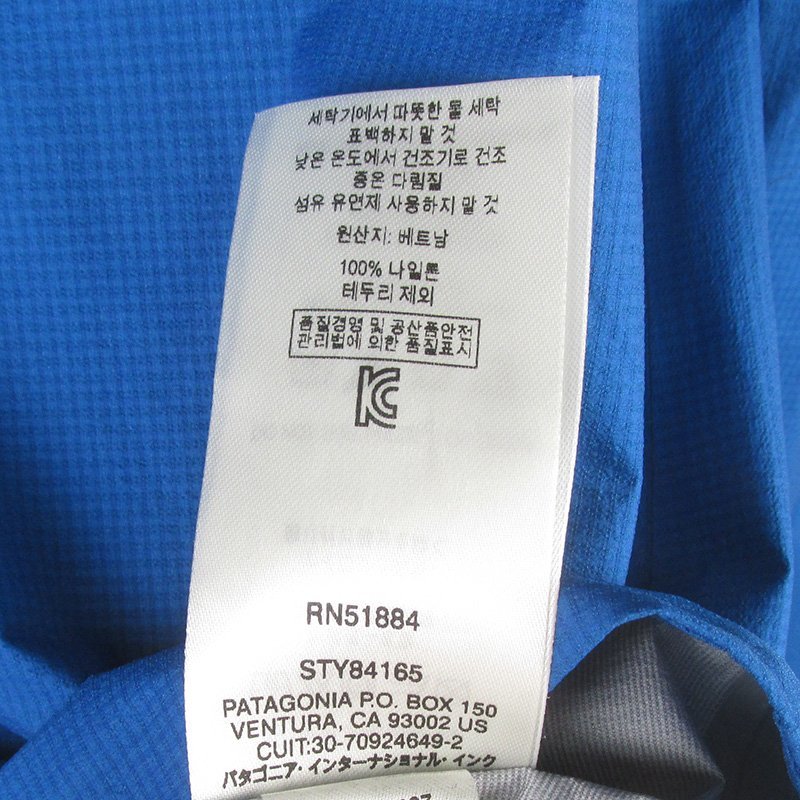 세탁기에서 따뜻한 물 세탁
표백하지 말 것
낮은 온도에서 건조기로 건조
중온 다림질
섬유 유연제 사용하지 말 것
원산지: 베트남
100% 나일론
테두리 제외
품질경영 및 공산품안전
관리법에 의한 품질표시
RN51884
STY84165
PATAGONIA P.O. BOX 150
VENTURA, CA 93002 US
CUIT:30-70924649-2
パタゴニア・インターナショナル・インク